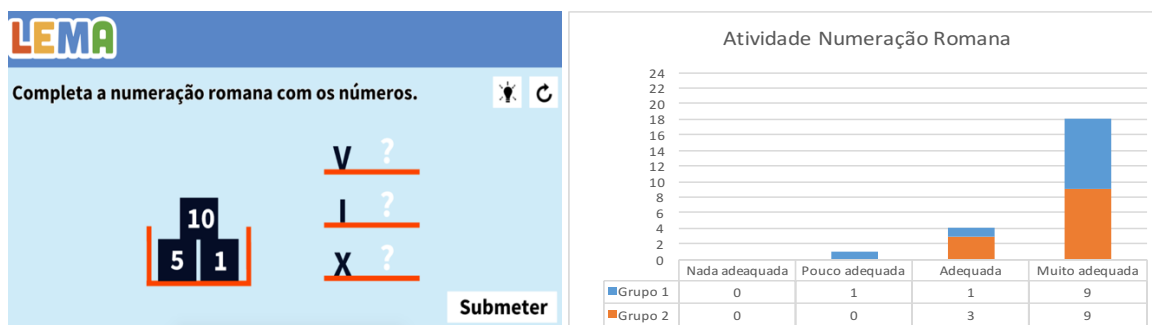 LEMA
Completa a numeração romana com os números.
V ?
I ?
X ?
10
5 1
Submeter
Atividade Numeração Romana
24
22
20
18
16
14
12
10
8
6
4
2
0
Nada adeaquada Pouco adequada Adequada Muito adequada
Grupo 1 0 1 1 9
Grupo 2 0 0 3 9